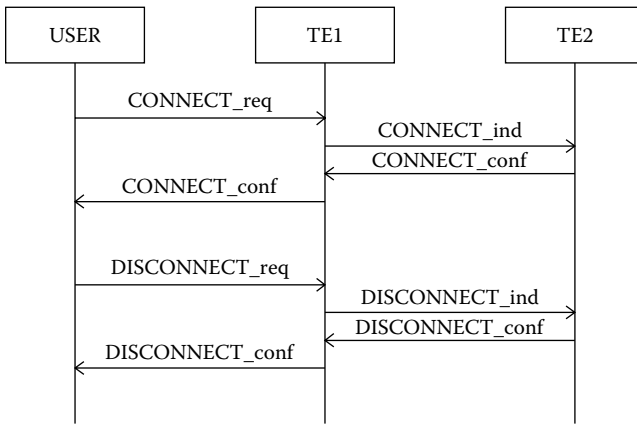 USER
TE1
TE2
CONNECT_req
CONNECT_ind
CONNECT_conf
CONNECT_conf
DISCONNECT_req
DISCONNECT_ind
DISCONNECT_conf
DISCONNECT_conf